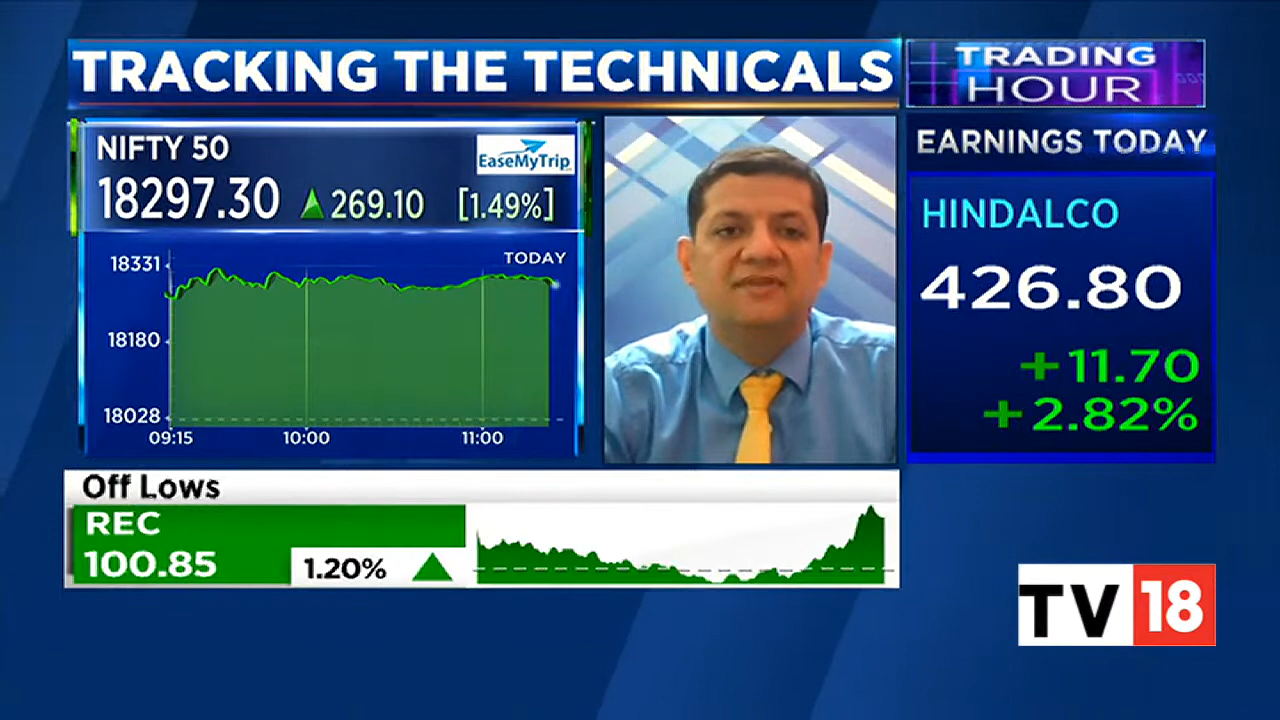 TRACKING THE TECHNICALS
TRADING
HOUR
NIFTY 50
EaseMyTrip
18297.30 ▲ 269.10 [1.49%]
TODAY
18331
18180
18028
09:15 10:00 11:00
EARNINGS TODAY
HINDALCO
426.80
+11.70
+2.82%
Off Lows
REC
100.85
1.20%
TV 18